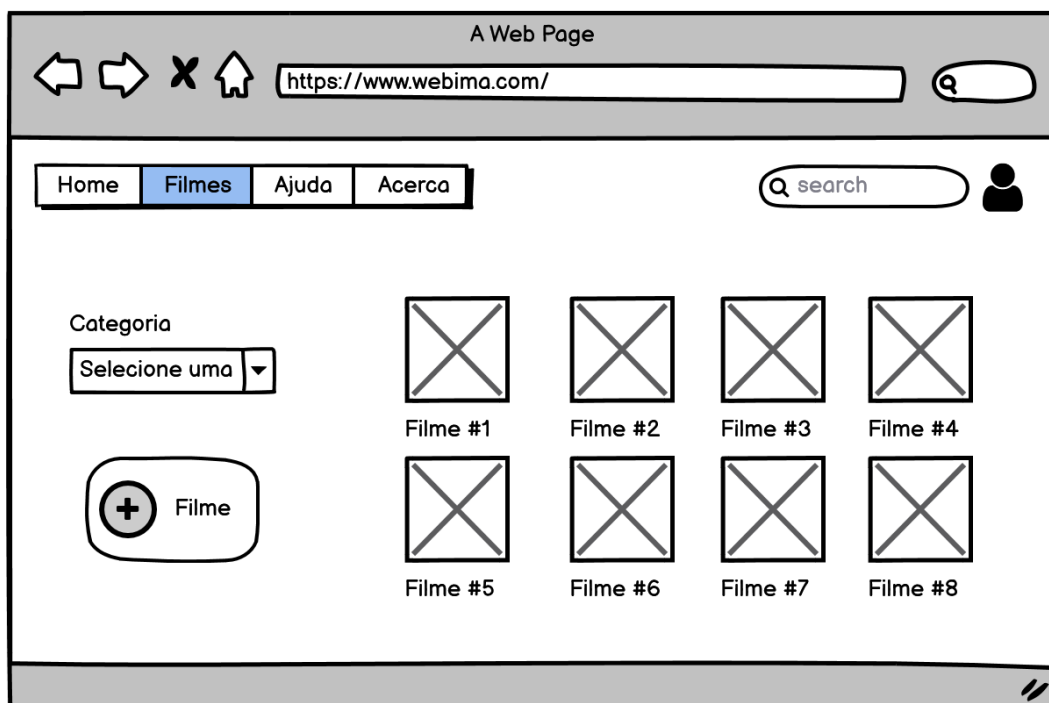 A Web Page
https://www.webima.com/
Home Filmes Ajuda Acerca
search
Categoria
Selecione uma
Filme #1 Filme #2 Filme #3 Filme #4
Filme
Filme #5 Filme #6 Filme #7 Filme #8